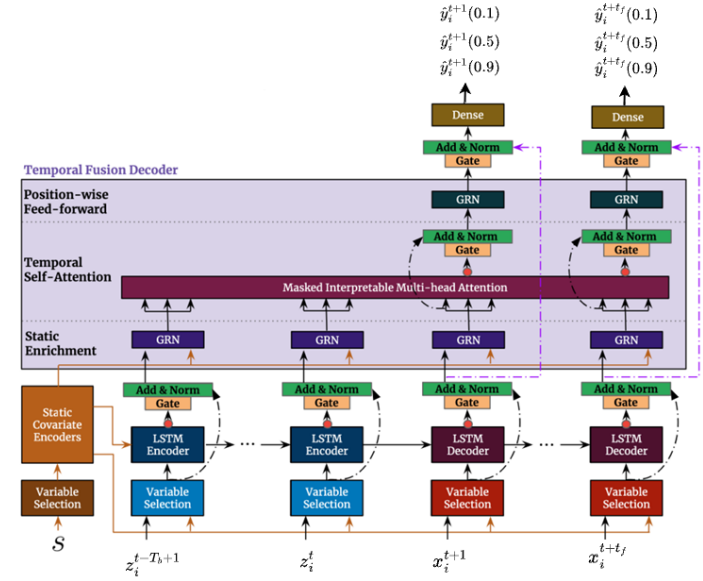 ŷ_i^{t+1}(0.1) ŷ_i^{t+t_f}(0.1)
ŷ_i^{t+1}(0.5) ŷ_i^{t+t_f}(0.5)
ŷ_i^{t+1}(0.9) ŷ_i^{t+t_f}(0.9)
Dense Dense
Add & Norm Add & Norm
Gate Gate
Temporal Fusion Decoder
Position-wise
Feed-forward
GRN GRN
Add & Norm Add & Norm
Gate Gate
Temporal
Self-Attention
Masked Interpretable Multi-head Attention
Static
Enrichment
GRN GRN GRN GRN
Add & Norm Add & Norm Add & Norm Add & Norm
Gate Gate Gate Gate
Static
Covariate
Encoders
LSTM
Encoder
...
LSTM
Encoder
LSTM
Decoder
...
LSTM
Decoder
Variable
Selection
Variable
Selection
Variable
Selection
Variable
Selection
Variable
Selection
S z_i^{t-T_b+1} z_i^t x_i^{t+1} x_i^{t+t_f}